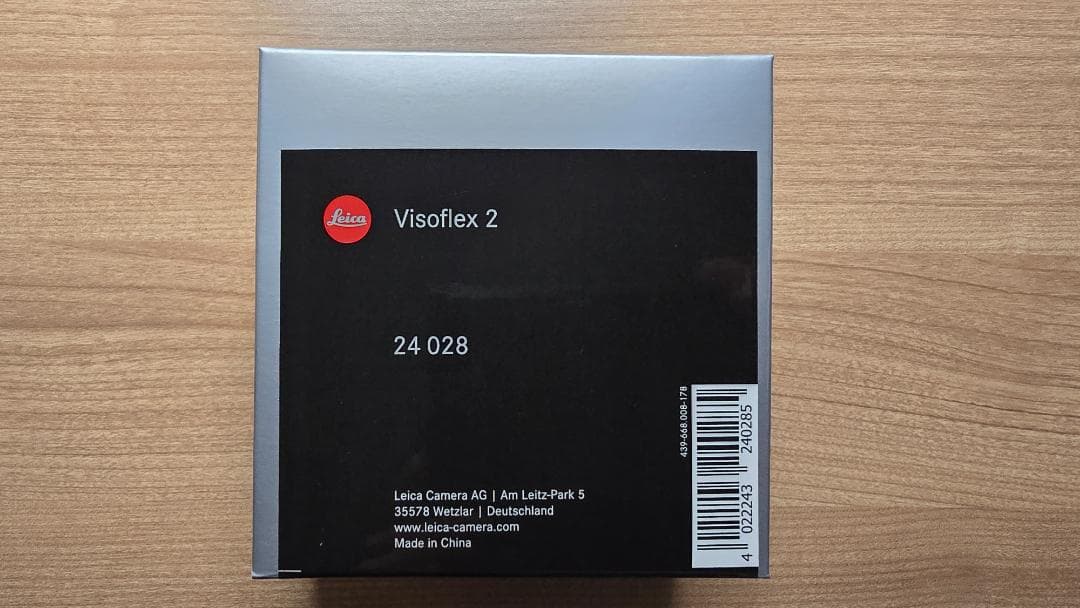 Leica
Visoflex 2
24 028
439-668.008-178
4 022243 240285
Leica Camera AG | Am Leitz-Park 5
35578 Wetzlar | Deutschland
www.leica-camera.com
Made in China